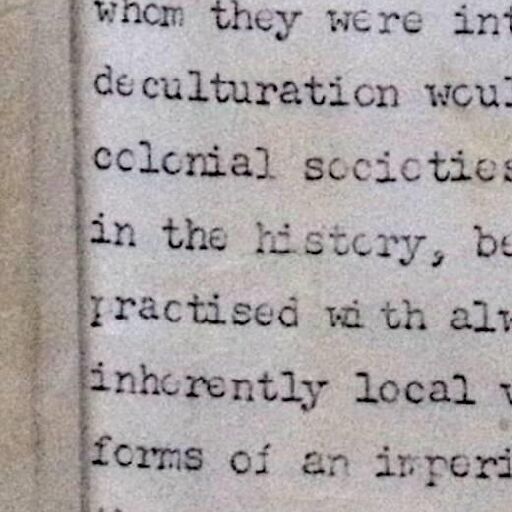 whom they were int
deculturation woul
colonial societies
in the history, be
practised with alw
inherently local v
forms of an imperi